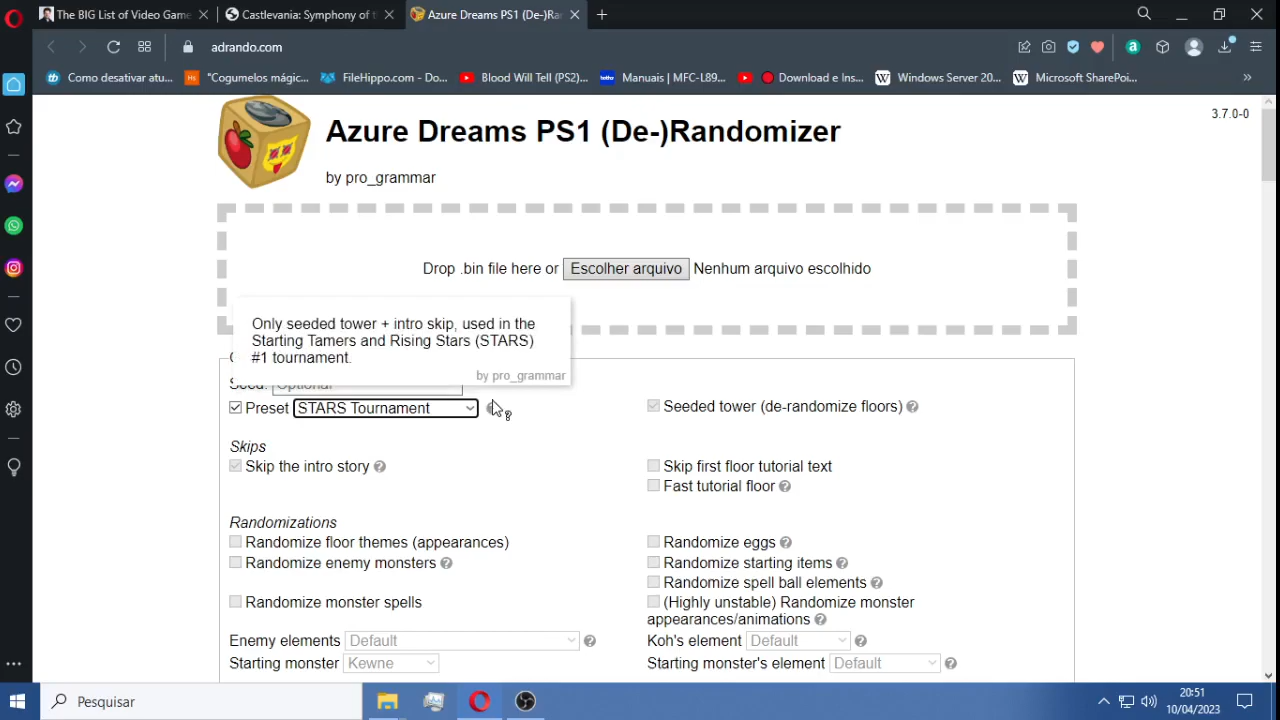 The BIG List of Video Game
Castlevania: Symphony of the
Azure Dreams PS1 (De-)Ra
adrando.com
Como desativar atu...
"Cogumelos mágic...
FileHippo.com - Do...
Blood Will Tell (PS2)...
Manuais | MFC-L89...
Download e Ins...
Windows Server 20...
Microsoft SharePoi...
3.7.0-0
Azure Dreams PS1 (De-)Randomizer
by pro_grammar
Drop .bin file here or Escolher arquivo Nenhum arquivo escolhido
Only seeded tower + intro skip, used in the
Starting Tamers and Rising Stars (STARS)
#1 tournament.
by pro_grammar
Seed: Optional
Preset STARS Tournament
Seeded tower (de-randomize floors)
Skips
Skip the intro story
Skip first floor tutorial text
Fast tutorial floor
Randomizations
Randomize floor themes (appearances)
Randomize eggs
Randomize enemy monsters
Randomize starting items
Randomize spell ball elements
Randomize monster spells
(Highly unstable) Randomize monster
appearances/animations
Enemy elements Default
Koh's element Default
Starting monster Kewne
Starting monster's element Default
Pesquisar
20:51
10/04/2023